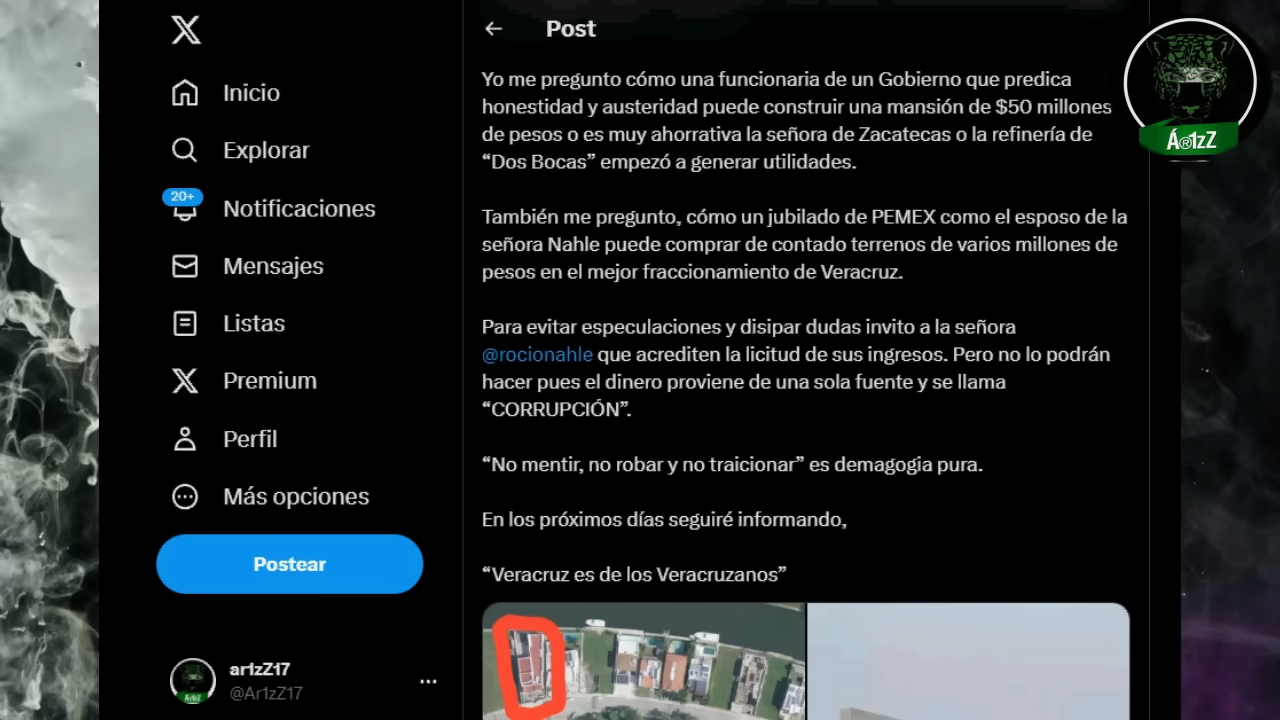 Post
Inicio
Explorar
20+
Notificaciones
Mensajes
Listas
Premium
Perfil
Más opciones
Postear
ar1zZ17
@Ar1zZ17
Yo me pregunto cómo una funcionaria de un Gobierno que predica
honestidad y austeridad puede construir una mansión de $50 millones
de pesos o es muy ahorrativa la señora de Zacatecas o la refinería de
“Dos Bocas” empezó a generar utilidades.
También me pregunto, cómo un jubilado de PEMEX como el esposo de la
señora Nahle puede comprar de contado terrenos de varios millones de
pesos en el mejor fraccionamiento de Veracruz.
Para evitar especulaciones y disipar dudas invito a la señora
@rocionahle que acrediten la licitud de sus ingresos. Pero no lo podrán
hacer pues el dinero proviene de una sola fuente y se llama
“CORRUPCIÓN”.
“No mentir, no robar y no traicionar” es demagogia pura.
En los próximos días seguiré informando,
“Veracruz es de los Veracruzanos”
Á®1zZ